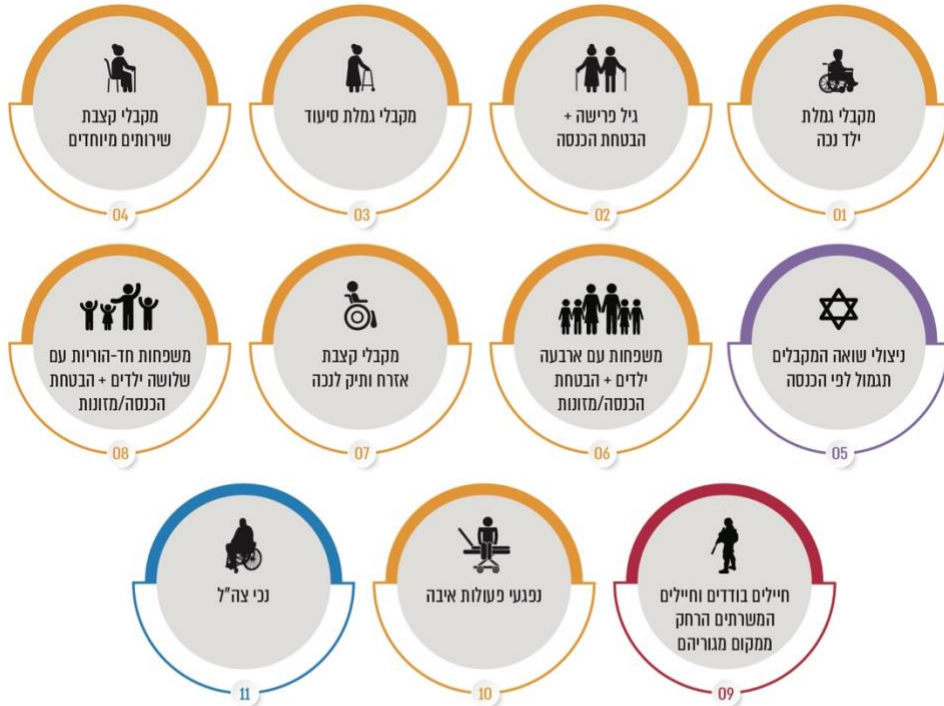 מקבלי גמלת
ילד נכה
01
גיל פרישה +
הבטחת הכנסה
02
מקבלי גמלת סיעוד
03
מקבלי קצבת
שירותים מיוחדים
04
ניצולי שואה המקבלים
תגמול לפי הכנסה
05
משפחות עם ארבעה
ילדים + הבטחת
הכנסה/מזונות
06
מקבלי קצבת
אזרח ותיק לנכה
07
משפחות חד-הוריות עם
שלושה ילדים + הבטחת
הכנסה/מזונות
08
חיילים בודדים וחיילים
המשרתים הרחק
ממקום מגוריהם
09
נפגעי פעולות איבה
10
נכי צה"ל
11